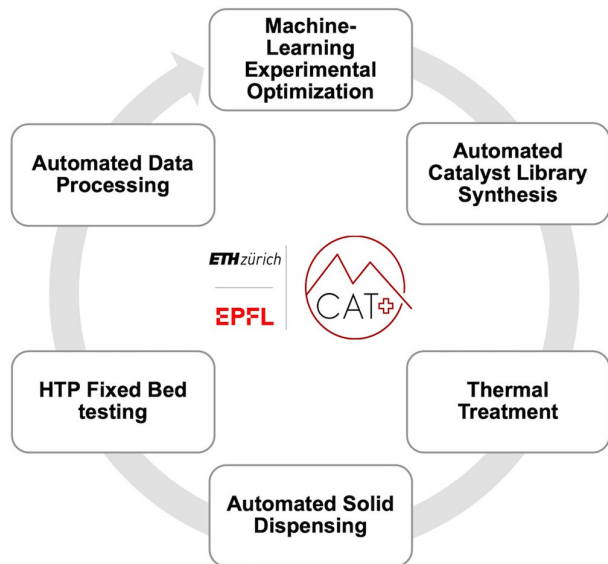 Machine-
Learning
Experimental
Optimization
Automated Data
Processing
Automated
Catalyst Library
Synthesis
ETH zürich
EPFL
CAT+
HTP Fixed Bed
testing
Thermal
Treatment
Automated Solid
Dispensing